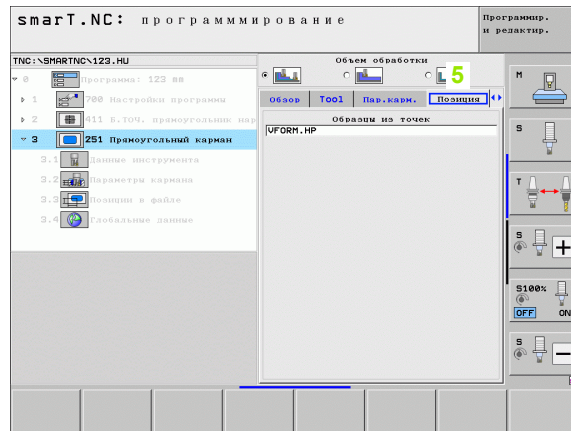 smarT.NC: программмирование
Программир.
и редактир.
TNC:\SMARTNC\123.HU
0 Программа: 123 мм
1 700 Настройки программы
2 411 Б.ТОЧ. прямоугольник нар
3 251 Прямоугольный карман
3.1 Данные инструмента
3.2 Параметры кармана
3.3 Позиции в файле
3.4 Глобальные данные
Объем обработки
5
Обзор Tool Пар.карм. Позиция
Образцы из точек
VFORM.HP
M
S
T
S
S100%
OFF ON
S